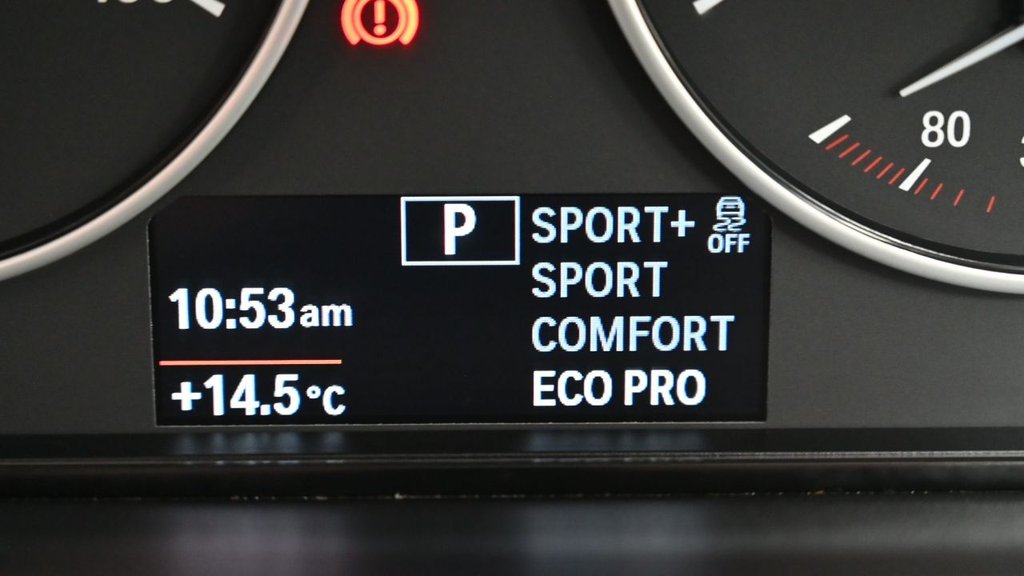 P
SPORT+
OFF
SPORT
10:53am
COMFORT
+14.5°C
ECO PRO
80